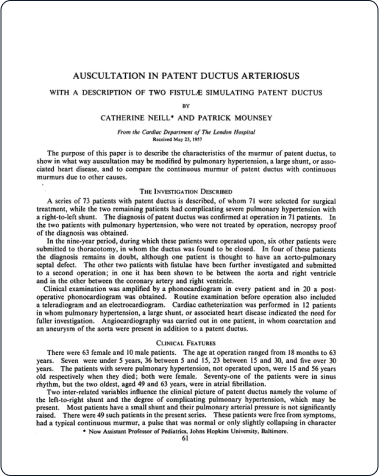 AUSCULTATION IN PATENT DUCTUS ARTERIOSUS
WITH A DESCRIPTION OF TWO FISTULÆ SIMULATING PATENT DUCTUS
BY
CATHERINE NEILL* AND PATRICK MOUNSEY
From the Cardiac Department of The London Hospital
Received May 23, 1957
The purpose of this paper is to describe the characteristics of the murmur of patent ductus, to
show in what way auscultation may be modified by pulmonary hypertension, a large shunt, or asso-
ciated heart disease, and to compare the continuous murmur of patent ductus with continuous
murmurs due to other causes.
THE INVESTIGATION DESCRIBED
A series of 73 patients with patent ductus is described, of whom 71 were selected for surgical
treatment, while the two remaining patients had complicating severe pulmonary hypertension with
a right-to-left shunt. The diagnosis of patent ductus was confirmed at operation in 71 patients. In
the two patients with pulmonary hypertension, who were not treated by operation, necropsy proof
of the diagnosis was obtained.
In the nine-year period, during which these patients were operated upon, six other patients were
submitted to thoracotomy, in whom the ductus was found to be closed. In four of these patients
the diagnosis remains in doubt, although one patient is thought to have an aorto-pulmonary
septal defect. The other two patients with fistulae have been further investigated and submitted
to a second operation; in one it has been shown to be between the aorta and right ventricle
and in the other between the coronary artery and right ventricle.
Clinical examination was amplified by a phonocardiogram in every patient and in 20 a post-
operative phonocardiogram was obtained. Routine examination before operation also included
a teleradiogram and an electrocardiogram. Cardiac catheterization was performed in 12 patients
in whom pulmonary hypertension, a large shunt, or associated heart disease indicated the need for
fuller investigation. Angiocardiography was carried out in one patient, in whom coarctation and
an aneurysm of the aorta were present in addition to a patent ductus.
CLINICAL FEATURES
There were 63 female and 10 male patients. The age at operation ranged from 18 months to 63
years. Seven were under 5 years, 36 between 5 and 15, 23 between 15 and 30, and five over 30
years. The patients with severe pulmonary hypertension, not operated upon, were 15 and 56 years
old respectively when they died; both were female. Seventy-one of the patients were in sinus
rhythm, but the two oldest, aged 49 and 63 years, were in atrial fibrillation.
Two inter-related variables influence the clinical picture of patent ductus namely the volume of
the left-to-right shunt and the degree of complicating pulmonary hypertension, which may be
present. Most patients have a small shunt and their pulmonary arterial pressure is not significantly
raised. There were 49 such patients in the present series. These patients were free from symptoms,
had a typical continuous murmur, a pulse that was normal or only slightly collapsing in character
* Now Assistant Professor of Pediatrics, Johns Hopkins University, Baltimore.
61